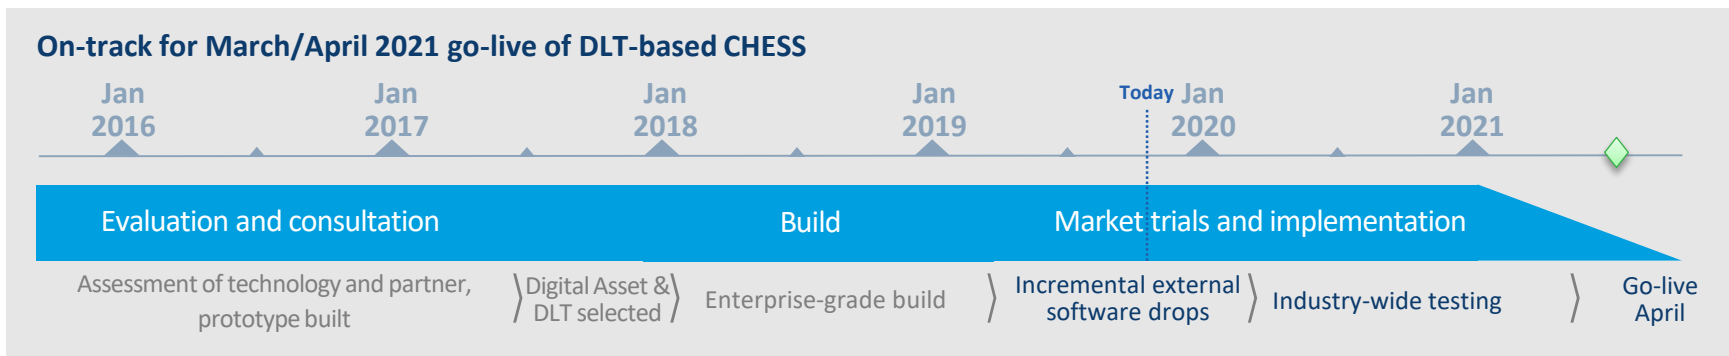 On-track for March/April 2021 go-live of DLT-based CHESS
Jan
2016
Jan
2017
Jan
2018
Jan
2019
Today
Jan
2020
Jan
2021
Evaluation and consultation
Build
Market trials and implementation
Assessment of technology and partner,
prototype built
Digital Asset &
DLT selected
Enterprise-grade build
Incremental external
software drops
Industry-wide testing
Go-live
April